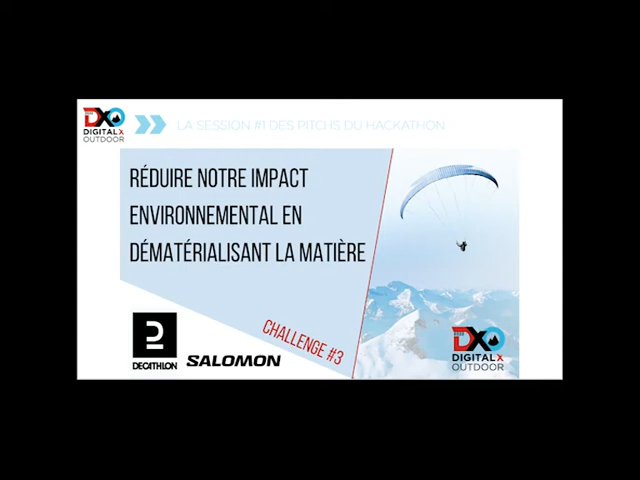 DXO
DIGITAL X
OUTDOOR
LA SESSION #1 DES PITCHS DU HACKATHON
RÉDUIRE NOTRE IMPACT
ENVIRONNEMENTAL EN
DÉMATÉRIALISANT LA MATIÈRE
CHALLENGE #3
DECATHLON
SALOMON
DXO
DIGITAL X
OUTDOOR